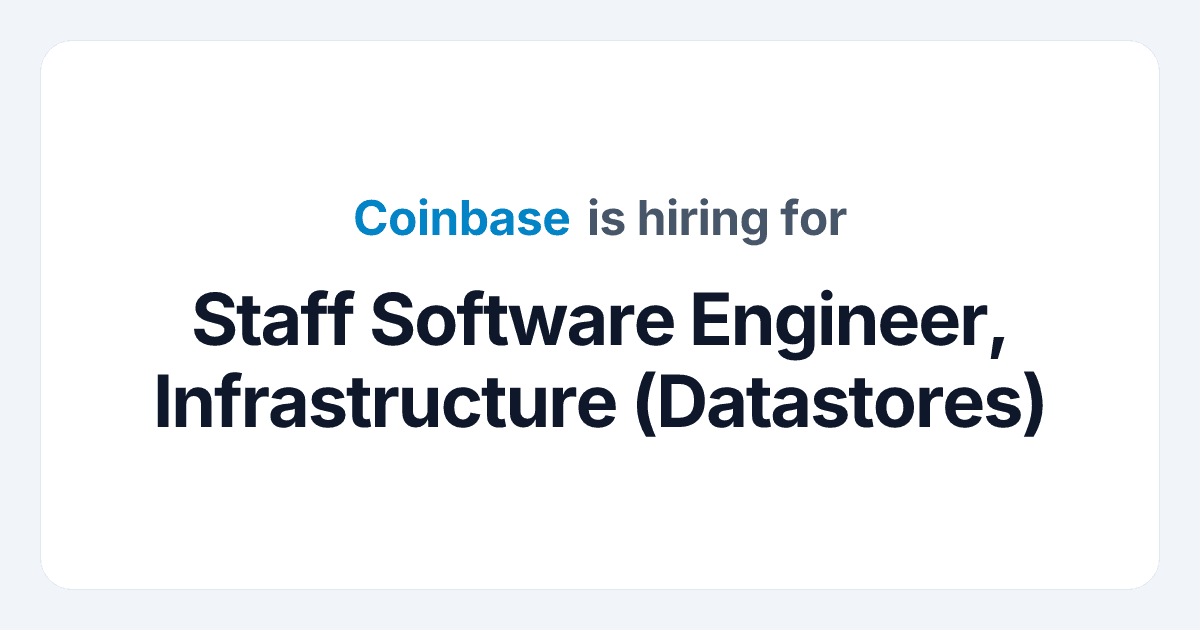 Coinbase is hiring for
Staff Software Engineer,
Infrastructure (Datastores)